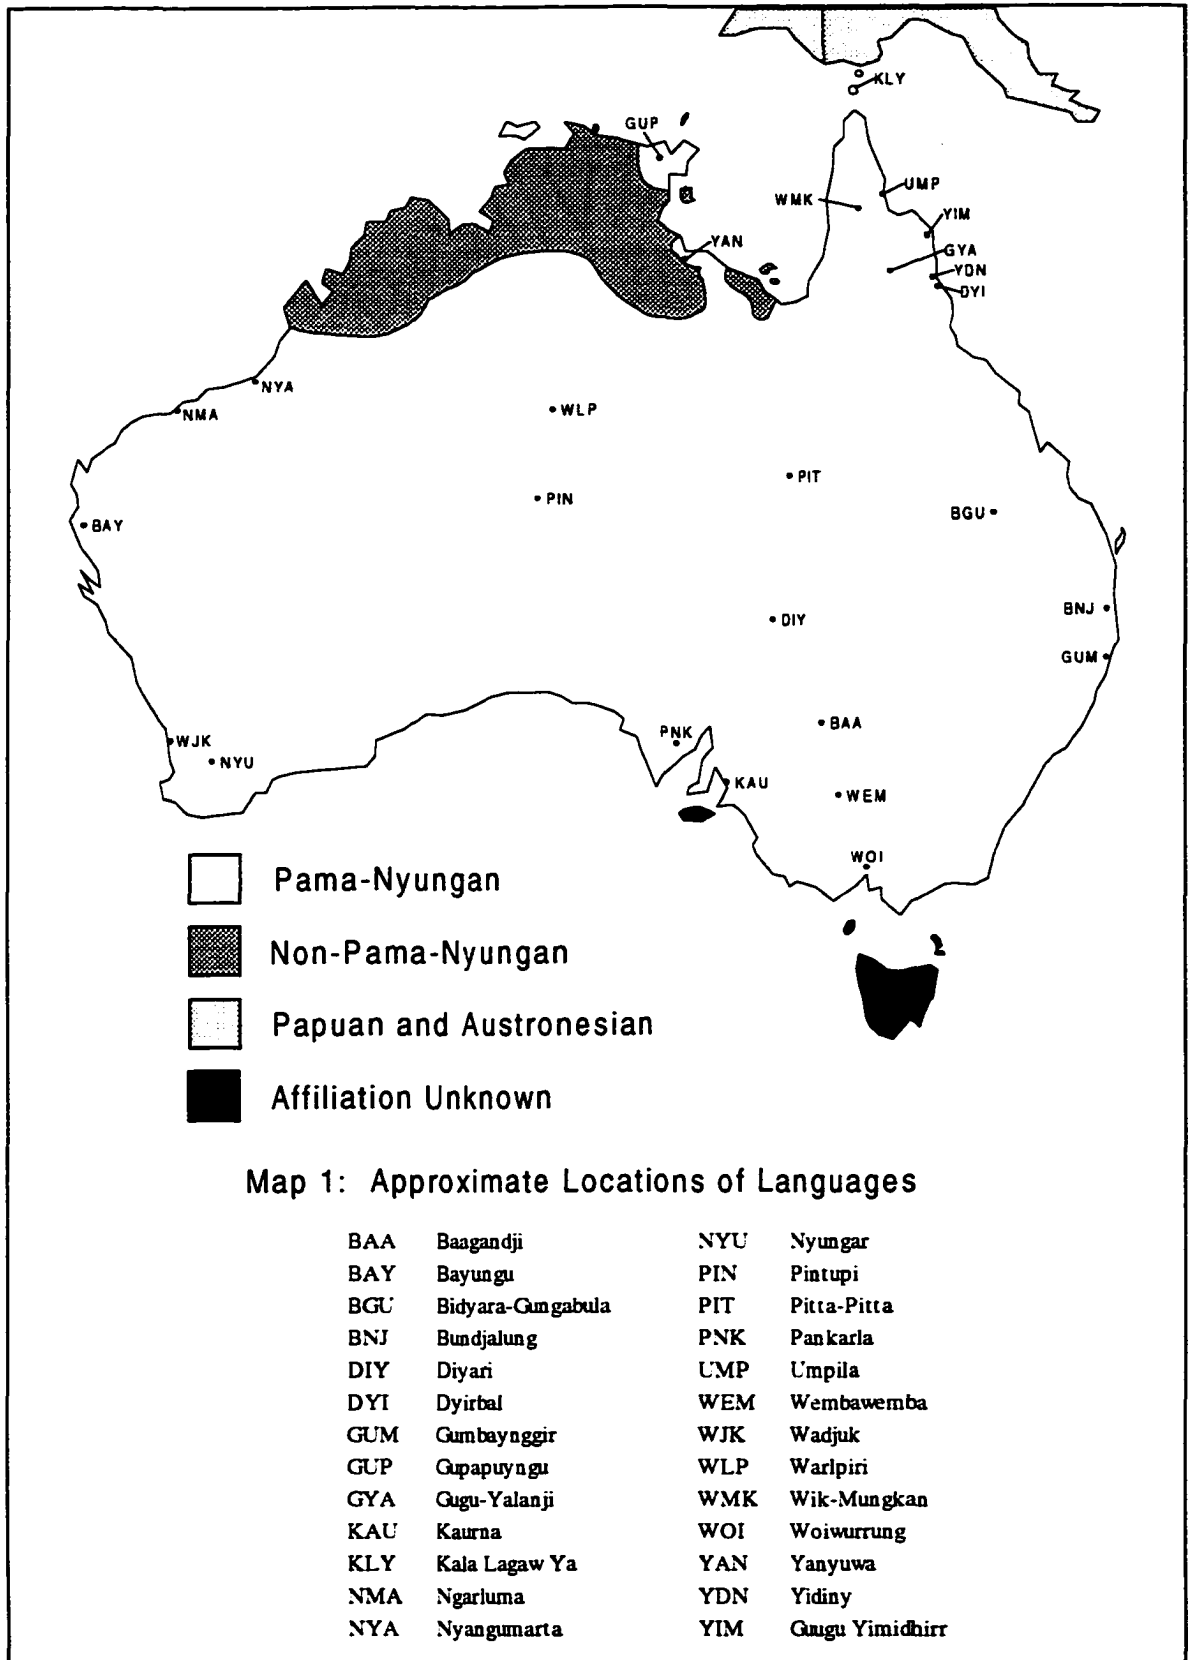 KLY
GUP
UMP
WMK
YIM
YAN
GYA
YDN
DYI
NYA
NMA
WLP
PIT
PIN
BGU
BAY
BNJ
DIY
GUM
BAA
PNK
WJK
NYU
KAU
WEM
WOI
Pama-Nyungan
Non-Pama-Nyungan
Papuan and Austronesian
Affiliation Unknown
Map 1: Approximate Locations of Languages
BAA Baagandji NYU Nyungar
BAY Bayungu PIN Pintupi
BGU Bidyara-Gungabula PIT Pitta-Pitta
BNJ Bundjalung PNK Pankarla
DIY Diyari UMP Umpila
DYI Dyirbal WEM Wembawemba
GUM Gumbaynggir WJK Wadjuk
GUP Gupapuyngu WLP Warlpiri
GYA Gugu-Yalanji WMK Wik-Mungkan
KAU Kaurna WOI Woiwurrung
KLY Kala Lagaw Ya YAN Yanyuwa
NMA Ngarluma YDN Yidiny
NYA Nyangumarta YIM Guugu Yimidhirr